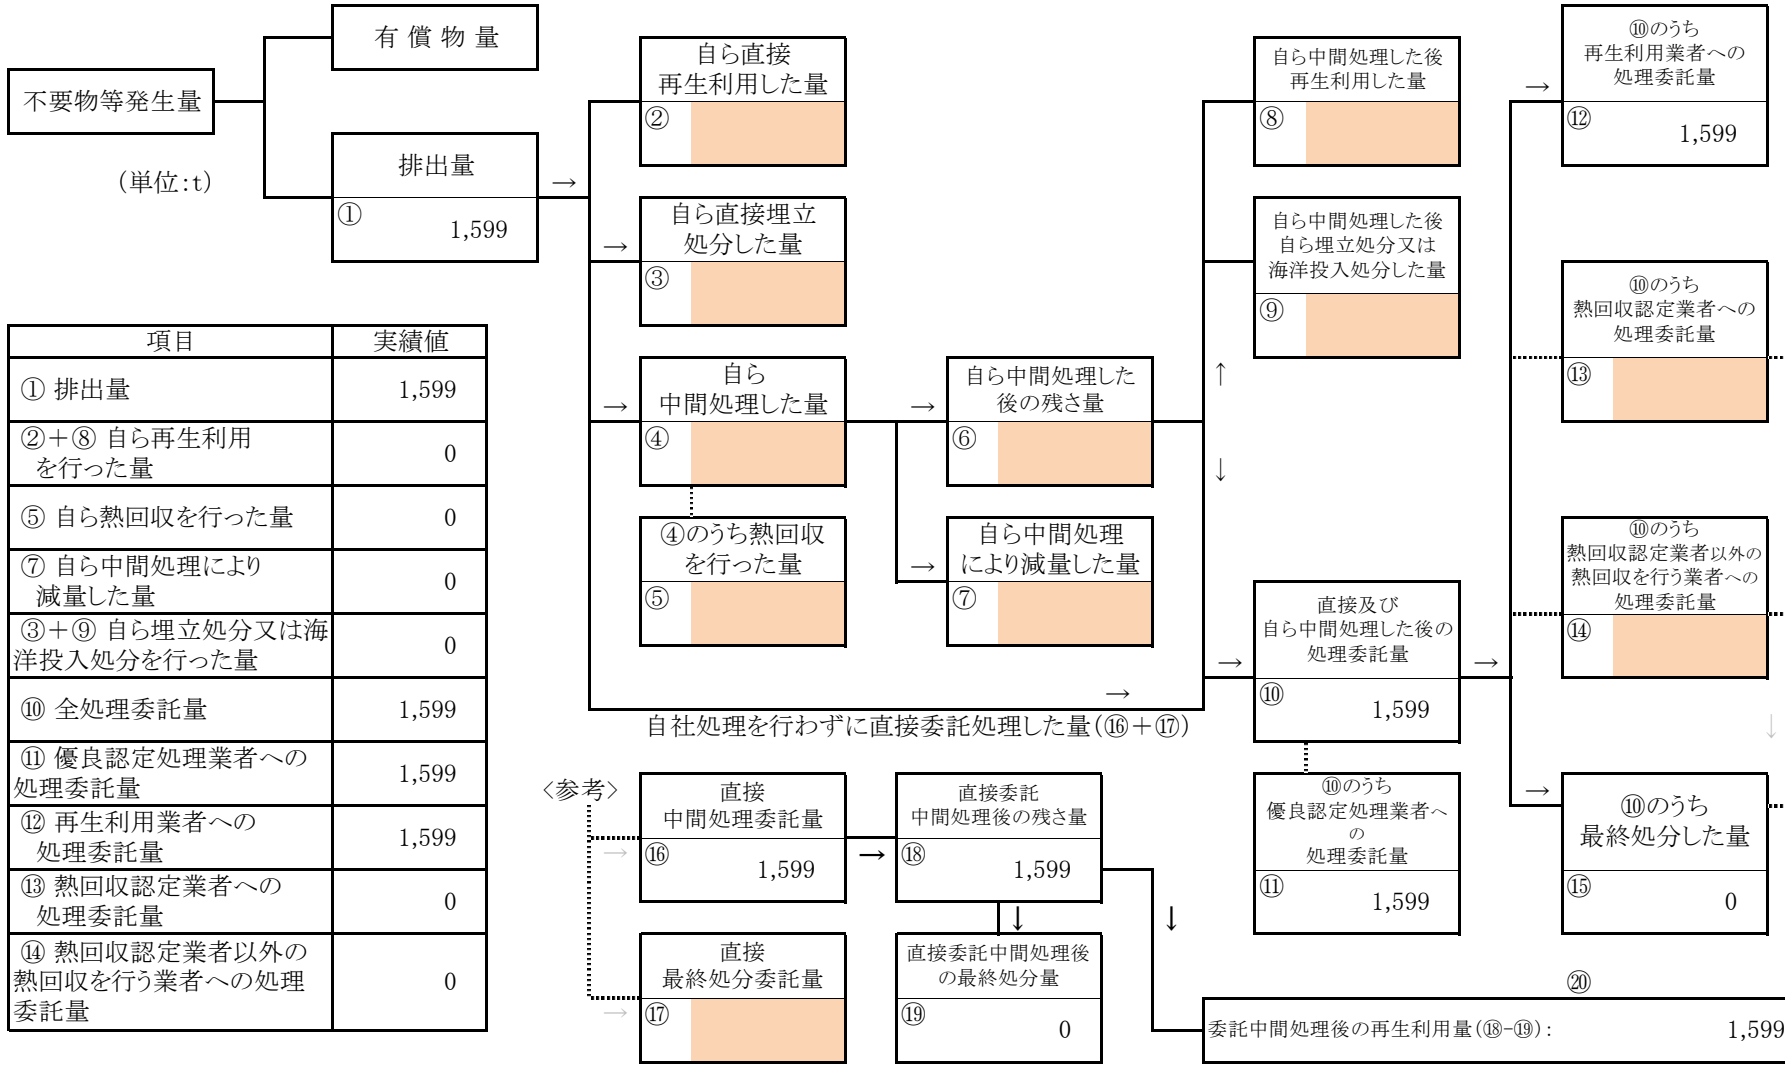 有 償 物 量
不要物等発生量
（単位：t）
排出量
①
1,599
→
自ら直接
再生利用した量
②
→
自ら直接埋立
処分した量
③
→
自ら
中間処理した量
④
④のうち熱回収
を行った量
⑤
→
自ら中間処理した
後の残さ量
⑥
→
自ら中間処理
により減量した量
⑦
↑
↓
自ら中間処理した後
再生利用した量
⑧
自ら中間処理した後
自ら埋立処分又は
海洋投入処分した量
⑨
→
→
自社処理を行わずに直接委託処理した量（⑯＋⑰）
直接及び
自ら中間処理した後の
処理委託量
⑩
1,599
→
⑩のうち
優良認定処理業者へ
の
処理委託量
⑪
1,599
→
⑩のうち
再生利用業者への
処理委託量
⑫
1,599
⑩のうち
熱回収認定業者への
処理委託量
⑬
⑩のうち
熱回収認定業者以外の
熱回収を行う業者への
処理委託量
⑭
↓
→
⑩のうち
最終処分した量
⑮
0
項目 実績値
① 排出量 1,599
②＋⑧ 自ら再生利用
を行った量
0
⑤ 自ら熱回収を行った量 0
⑦ 自ら中間処理により
減量した量
0
③＋⑨ 自ら埋立処分又は海
洋投入処分を行った量
0
⑩ 全処理委託量 1,599
⑪ 優良認定処理業者への
処理委託量
1,599
⑫ 再生利用業者への
処理委託量
1,599
⑬ 熱回収認定業者への
処理委託量
0
⑭ 熱回収認定業者以外の
熱回収を行う業者への処理
委託量
0
＜参考＞
→
直接
中間処理委託量
⑯
1,599
→
直接委託
中間処理後の残さ量
⑱
1,599
↓
↓
→
直接
最終処分委託量
⑰
直接委託中間処理後
の最終処分量
⑲
0
⑳
委託中間処理後の再生利用量（⑱-⑲）： 1,599